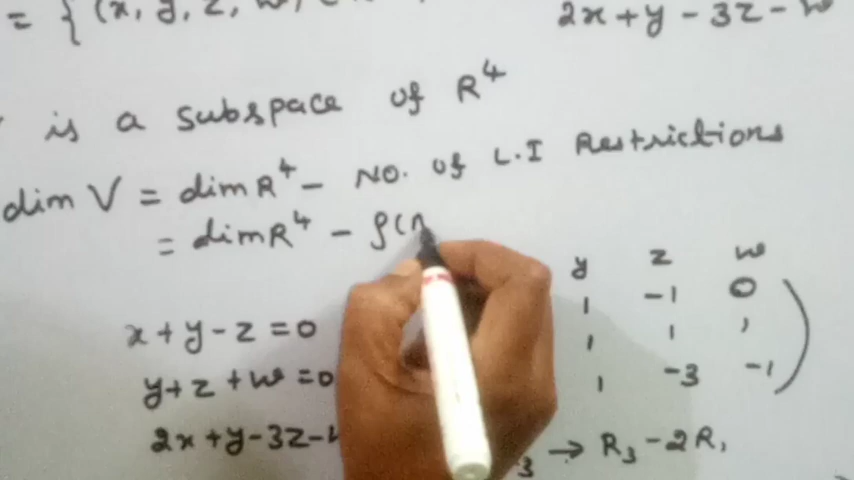 = { (x, y, z, w)
2x + y - 3z - w
is a subspace of R⁴
dim V = dim R⁴ - No. of L.I Restrictions
= dim R⁴ - ρ(
y z w
x + y - z = 0
1 -1 0
y + z + w = 0
1 1 1
2x + y - 3z - w
1 -3 -1
3 → R₃ - 2R₁